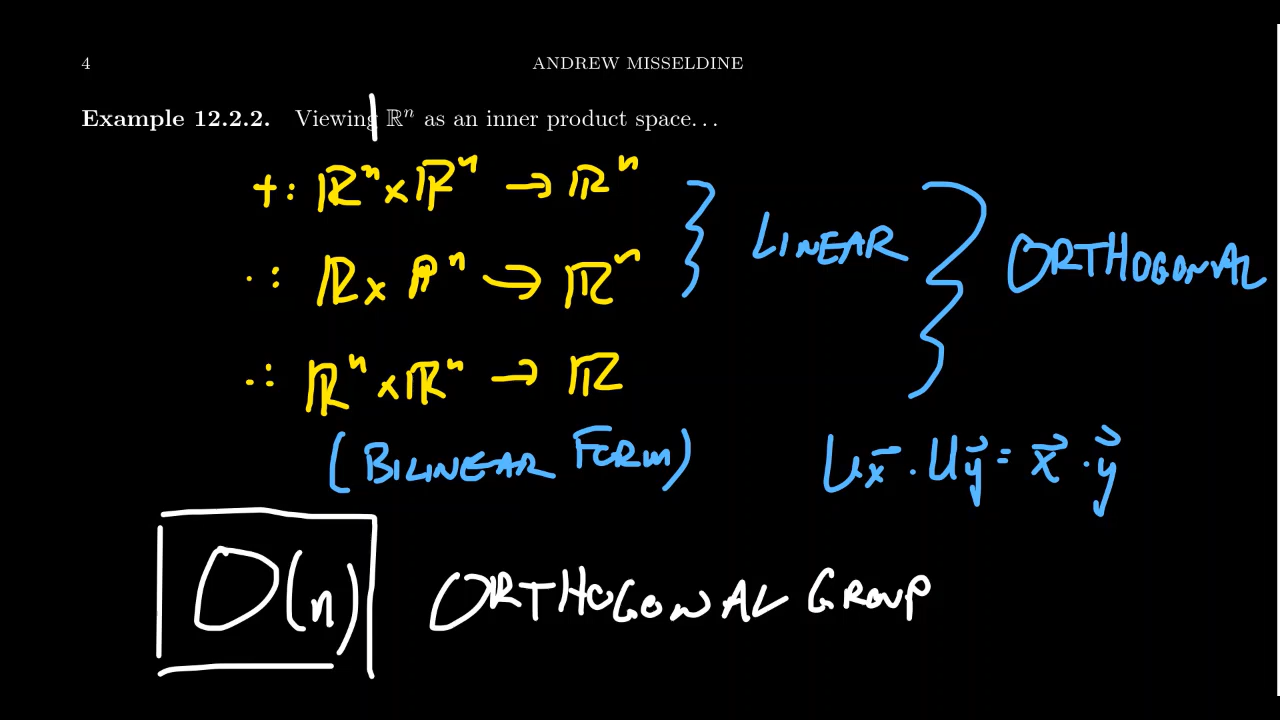 4 ANDREW MISSELDINE
Example 12.2.2. Viewing ℝⁿ as an inner product space...
+: ℝⁿ × ℝⁿ → ℝⁿ
LINEAR
ORTHOGONAL
·: ℝ × ℝⁿ → ℝⁿ
·: ℝⁿ × ℝⁿ → ℝ
(BILINEAR FORM)
Ux⃗ · Uy⃗ = x⃗ · y⃗
O(n) ORTHOGONAL GROUP